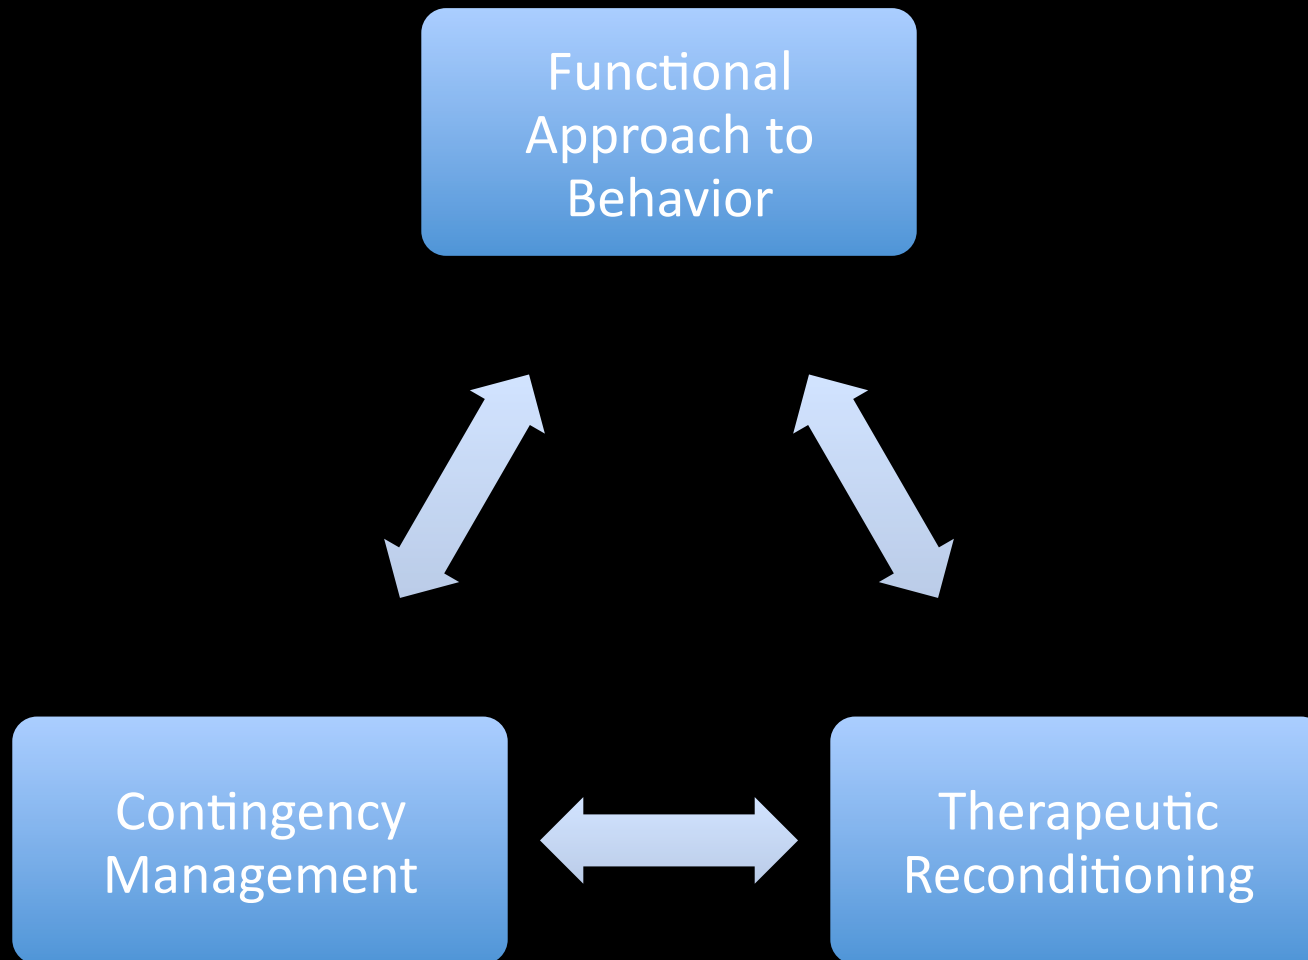 Functional
Approach to
Behavior
Contingency
Management
Therapeutic
Reconditioning